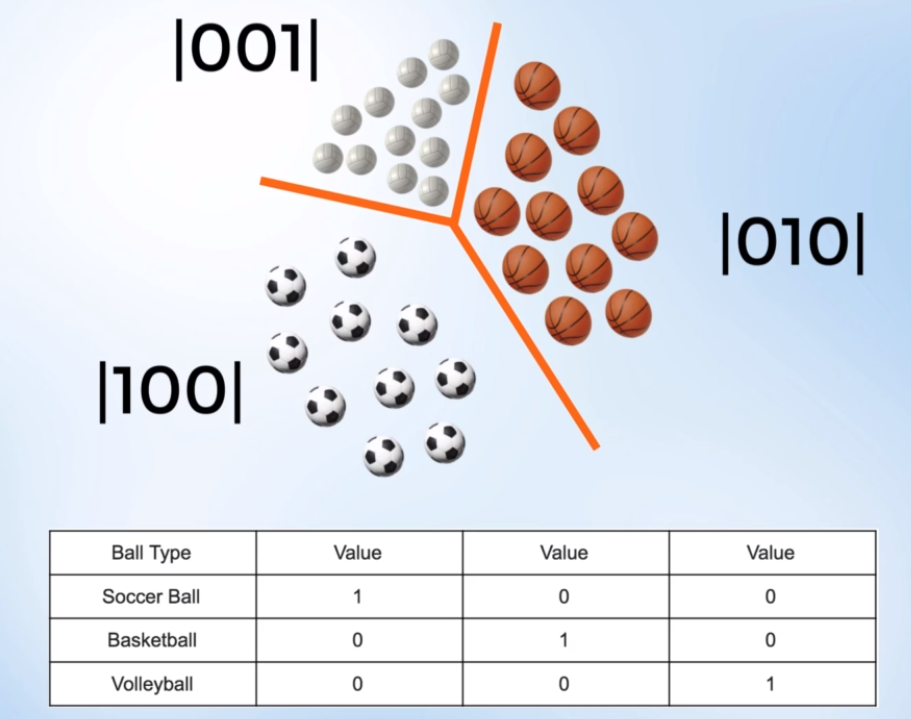 |001|
|010|
|100|
Ball Type Value Value Value
Soccer Ball 1 0 0
Basketball 0 1 0
Volleyball 0 0 1